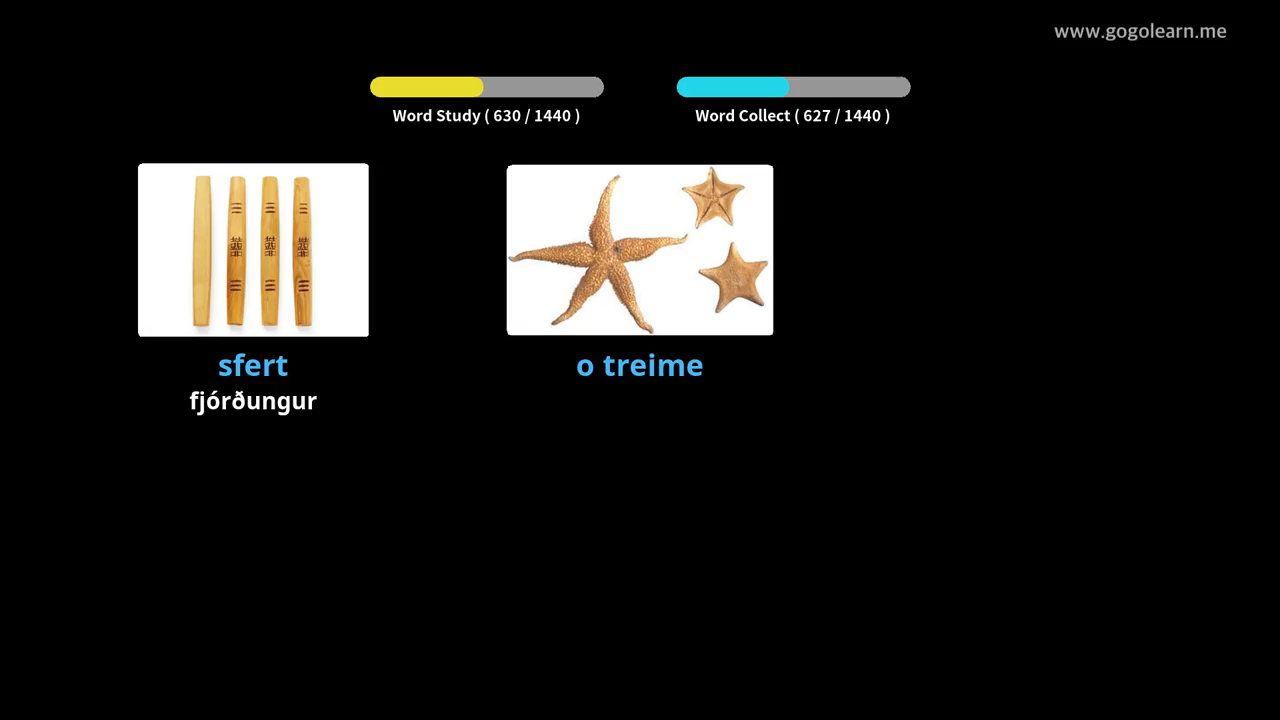 www.gogolearn.me
Word Study ( 630 / 1440 )
Word Collect ( 627 / 1440 )
sfert
fjórðungur
o treime